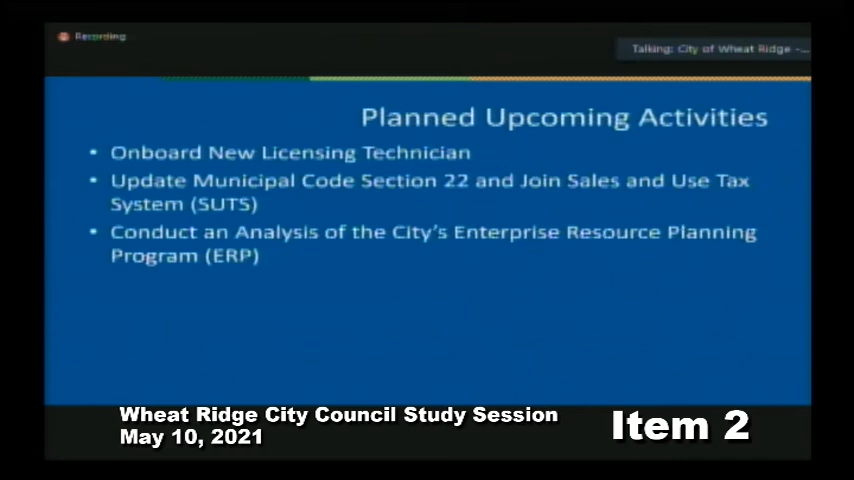 Recording
Talking: City of Wheat Ridge -...
Planned Upcoming Activities
• Onboard New Licensing Technician
• Update Municipal Code Section 22 and Join Sales and Use Tax
System (SUTS)
• Conduct an Analysis of the City's Enterprise Resource Planning
Program (ERP)
Wheat Ridge City Council Study Session
May 10, 2021
Item 2